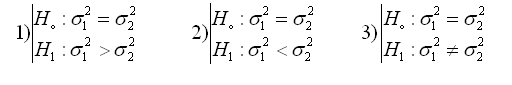 1) H₀ : σ₁² = σ₂²   2) H₀ : σ₁² = σ₂²   3) H₀ : σ₁² = σ₂²
H₁ : σ₁² > σ₂²   H₁ : σ₁² < σ₂²   H₁ : σ₁² ≠ σ₂²